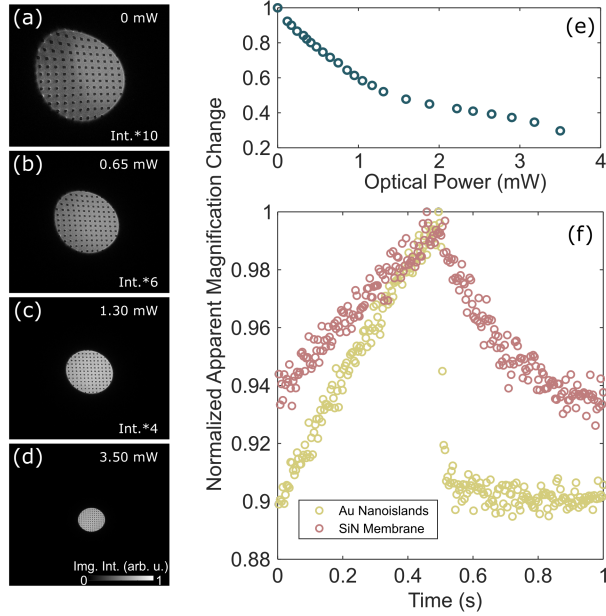 (a)
0 mW
Int.*10
(b)
0.65 mW
Int.*6
(c)
1.30 mW
Int.*4
(d)
3.50 mW
Img. Int. (arb. u.)
0 1
Normalized Apparent Magnification Change
1
0.8
0.6
0.4
0.2
(e)
0 1 2 3 4
Optical Power (mW)
1
0.98
0.96
0.94
0.92
0.9
0.88
(f)
Au Nanoislands
SiN Membrane
0 0.2 0.4 0.6 0.8 1
Time (s)